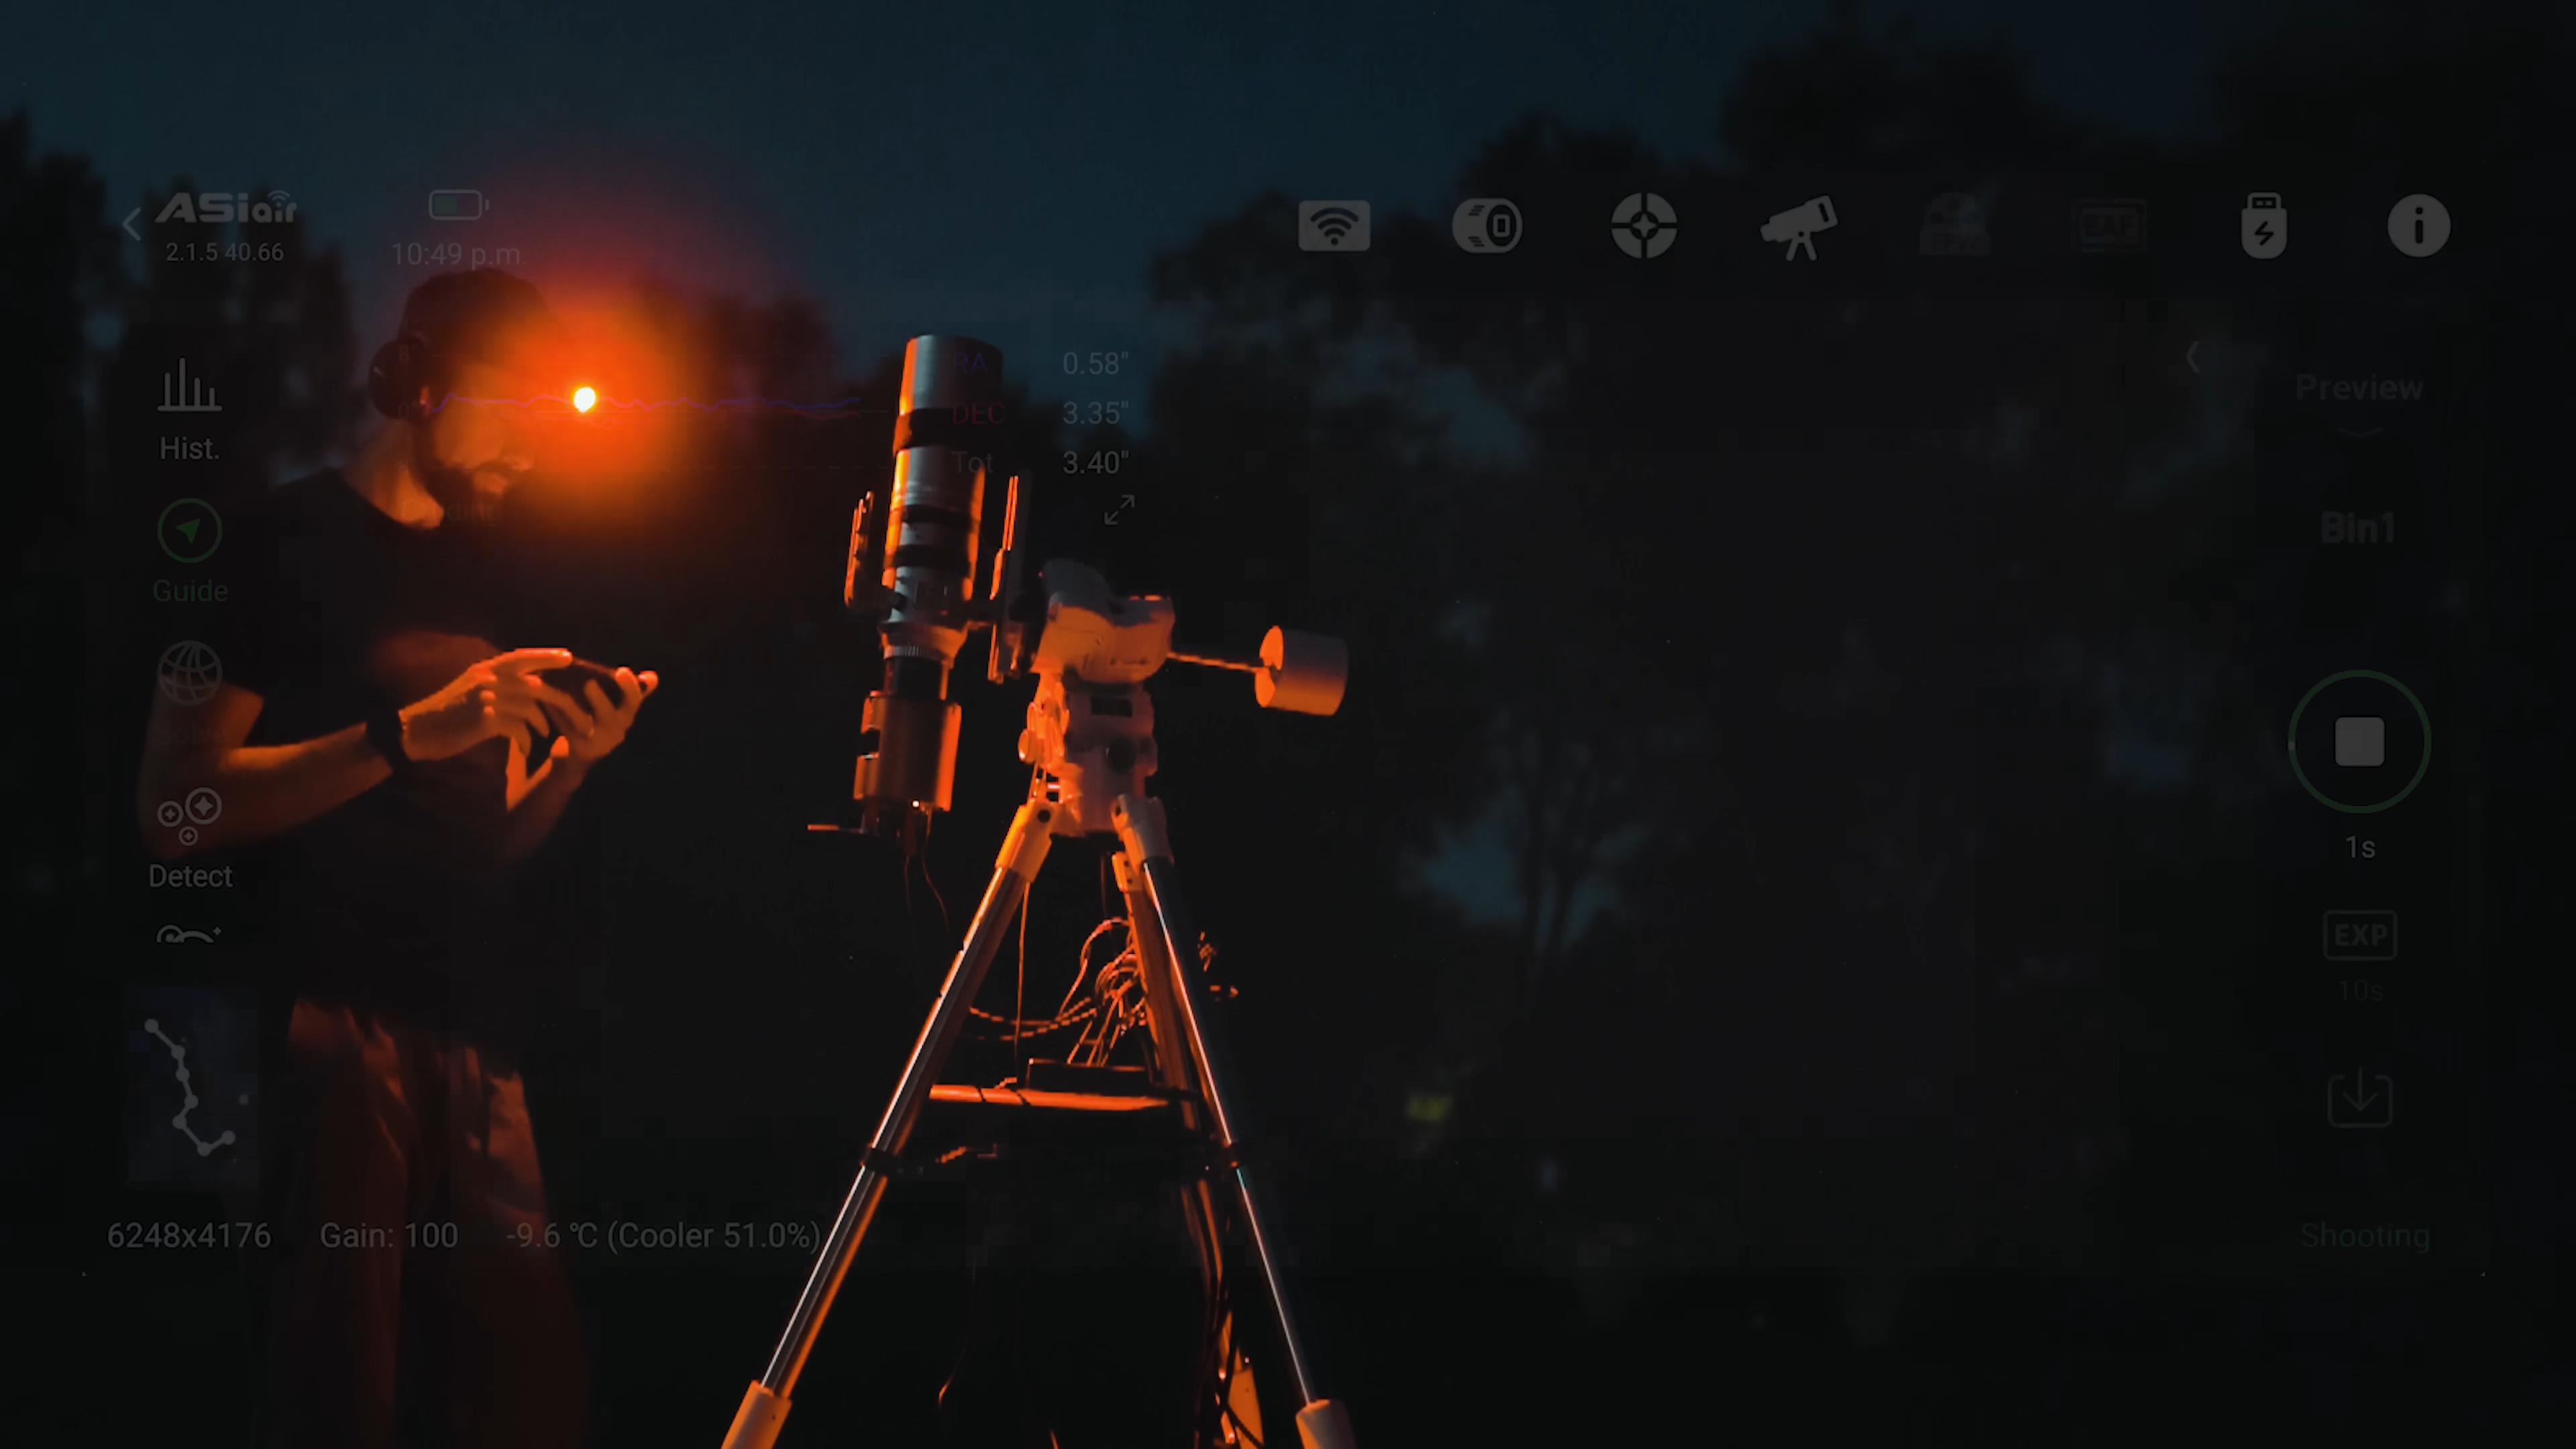 ASiair
2.1.5 40.66
10:49 p.m.
Hist.
Guide
Detect
RA 0.58"
DEC 3.35"
Tot 3.40"
Preview
Bin1
1s
EXP
10s
6248x4176 Gain: 100 -9.6 ℃ (Cooler 51.0%)
Shooting